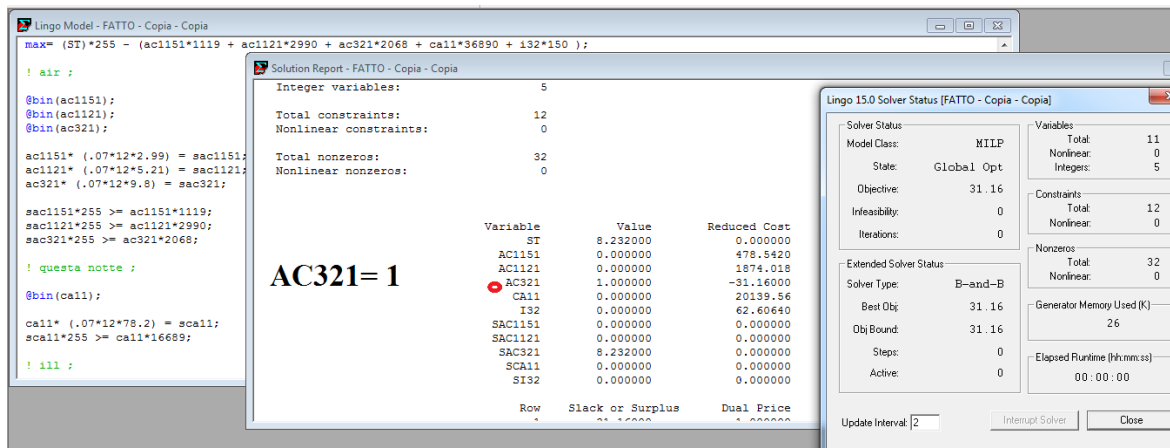 Lingo Model - FATTO - Copia - Copia
max= (ST)*255 - (ac1151*1119 + ac1121*2990 + ac321*2068 + ca11*36890 + i32*150 );
! air ;
@bin(ac1151);
@bin(ac1121);
@bin(ac321);
ac1151* (.07*12*2.99) = sac1151;
ac1121* (.07*12*5.21) = sac1121;
ac321* (.07*12*9.8) = sac321;
sac1151*255 >= ac1151*1119;
sac1121*255 >= ac1121*2990;
sac321*255 >= ac321*2068;
! questa notte ;
@bin(ca11);
ca11* (.07*12*78.2) = sca11;
sca11*255 >= ca11*16689;
! ill ;
Solution Report - FATTO - Copia - Copia
Integer variables: 5
Total constraints: 12
Nonlinear constraints: 0
Total nonzeros: 32
Nonlinear nonzeros: 0
Variable Value Reduced Cost
ST 8.232000 0.000000
AC1151 0.000000 478.5420
AC1121 0.000000 1874.018
AC321 1.000000 -31.16000
CA11 0.000000 20139.56
I32 0.000000 62.60640
SAC1151 0.000000 0.000000
SAC1121 0.000000 0.000000
SAC321 8.232000 0.000000
SCA11 0.000000 0.000000
SI32 0.000000 0.000000
Row Slack or Surplus Dual Price
1 31.16000 1.000000
AC321= 1
Lingo 15.0 Solver Status [FATTO - Copia - Copia]
Solver Status
Model Class: MILP
State: Global Opt
Objective: 31.16
Infeasibility: 0
Iterations: 0
Extended Solver Status
Solver Type: B-and-B
Best Obj: 31.16
Obj Bound: 31.16
Steps: 0
Active: 0
Variables
Total: 11
Nonlinear: 0
Integers: 5
Constraints
Total: 12
Nonlinear: 0
Nonzeros
Total: 32
Nonlinear: 0
Generator Memory Used (K)
26
Elapsed Runtime (hh:mm:ss)
00:00:00
Update Interval: 2
Interrupt Solver
Close